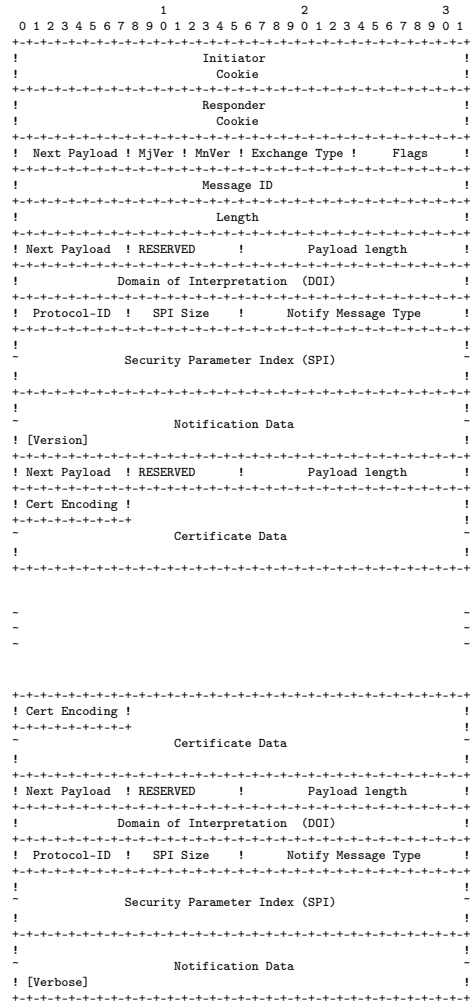 1                   2                   3
 0 1 2 3 4 5 6 7 8 9 0 1 2 3 4 5 6 7 8 9 0 1 2 3 4 5 6 7 8 9 0 1
+-+-+-+-+-+-+-+-+-+-+-+-+-+-+-+-+-+-+-+-+-+-+-+-+-+-+-+-+-+-+-+-+
!                          Initiator                            !
!                            Cookie                             !
+-+-+-+-+-+-+-+-+-+-+-+-+-+-+-+-+-+-+-+-+-+-+-+-+-+-+-+-+-+-+-+-+
!                          Responder                            !
!                            Cookie                             !
+-+-+-+-+-+-+-+-+-+-+-+-+-+-+-+-+-+-+-+-+-+-+-+-+-+-+-+-+-+-+-+-+
!  Next Payload ! MjVer ! MnVer ! Exchange Type !     Flags     !
+-+-+-+-+-+-+-+-+-+-+-+-+-+-+-+-+-+-+-+-+-+-+-+-+-+-+-+-+-+-+-+-+
!                          Message ID                           !
+-+-+-+-+-+-+-+-+-+-+-+-+-+-+-+-+-+-+-+-+-+-+-+-+-+-+-+-+-+-+-+-+
!                            Length                             !
+-+-+-+-+-+-+-+-+-+-+-+-+-+-+-+-+-+-+-+-+-+-+-+-+-+-+-+-+-+-+-+-+
! Next Payload  ! RESERVED      !         Payload length        !
+-+-+-+-+-+-+-+-+-+-+-+-+-+-+-+-+-+-+-+-+-+-+-+-+-+-+-+-+-+-+-+-+
!              Domain of Interpretation  (DOI)                  !
+-+-+-+-+-+-+-+-+-+-+-+-+-+-+-+-+-+-+-+-+-+-+-+-+-+-+-+-+-+-+-+-+
!  Protocol-ID  !   SPI Size    !      Notify Message Type      !
+-+-+-+-+-+-+-+-+-+-+-+-+-+-+-+-+-+-+-+-+-+-+-+-+-+-+-+-+-+-+-+-+
!                                                               !
~               Security Parameter Index (SPI)                  ~
!                                                               !
+-+-+-+-+-+-+-+-+-+-+-+-+-+-+-+-+-+-+-+-+-+-+-+-+-+-+-+-+-+-+-+-+
!                                                               !
~                      Notification Data                        ~
! [Version]                                                     !
+-+-+-+-+-+-+-+-+-+-+-+-+-+-+-+-+-+-+-+-+-+-+-+-+-+-+-+-+-+-+-+-+
! Next Payload  ! RESERVED      !         Payload length        !
+-+-+-+-+-+-+-+-+-+-+-+-+-+-+-+-+-+-+-+-+-+-+-+-+-+-+-+-+-+-+-+-+
! Cert Encoding !                                               !
+-+-+-+-+-+-+-+-+                                               !
~                      Certificate Data                         ~
!                                                               !
+-+-+-+-+-+-+-+-+-+-+-+-+-+-+-+-+-+-+-+-+-+-+-+-+-+-+-+-+-+-+-+-+
~                                                               ~
~                                                               ~
~                                                               ~
+-+-+-+-+-+-+-+-+-+-+-+-+-+-+-+-+-+-+-+-+-+-+-+-+-+-+-+-+-+-+-+-+
! Cert Encoding !                                               !
+-+-+-+-+-+-+-+-+                                               !
~                      Certificate Data                         ~
!                                                               !
+-+-+-+-+-+-+-+-+-+-+-+-+-+-+-+-+-+-+-+-+-+-+-+-+-+-+-+-+-+-+-+-+
! Next Payload  ! RESERVED      !         Payload length        !
+-+-+-+-+-+-+-+-+-+-+-+-+-+-+-+-+-+-+-+-+-+-+-+-+-+-+-+-+-+-+-+-+
!              Domain of Interpretation  (DOI)                  !
+-+-+-+-+-+-+-+-+-+-+-+-+-+-+-+-+-+-+-+-+-+-+-+-+-+-+-+-+-+-+-+-+
!  Protocol-ID  !   SPI Size    !      Notify Message Type      !
+-+-+-+-+-+-+-+-+-+-+-+-+-+-+-+-+-+-+-+-+-+-+-+-+-+-+-+-+-+-+-+-+
!                                                               !
~               Security Parameter Index (SPI)                  ~
!                                                               !
+-+-+-+-+-+-+-+-+-+-+-+-+-+-+-+-+-+-+-+-+-+-+-+-+-+-+-+-+-+-+-+-+
!                                                               !
~                      Notification Data                        ~
! [Verbose]                                                     !
+-+-+-+-+-+-+-+-+-+-+-+-+-+-+-+-+-+-+-+-+-+-+-+-+-+-+-+-+-+-+-+-+